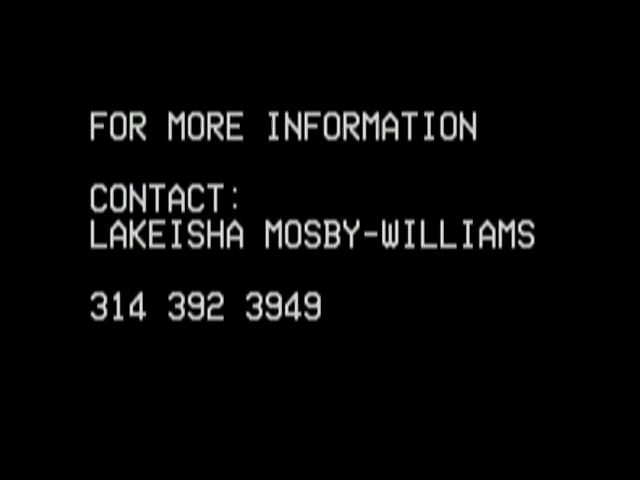 FOR MORE INFORMATION
CONTACT:
LAKEISHA MOSBY-WILLIAMS
314 392 3949